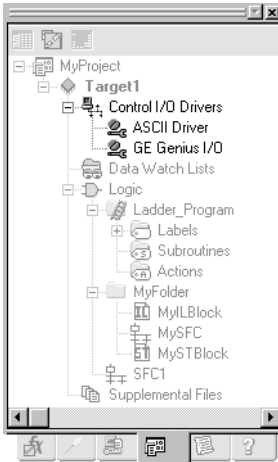 MyProject
Target1
Control I/O Drivers
ASCII Driver
GE Genius I/O
Data Watch Lists
Logic
Ladder_Program
Labels
Subroutines
Actions
MyFolder
MyILBlock
MySFC
MySTBlock
SFC1
Supplemental Files